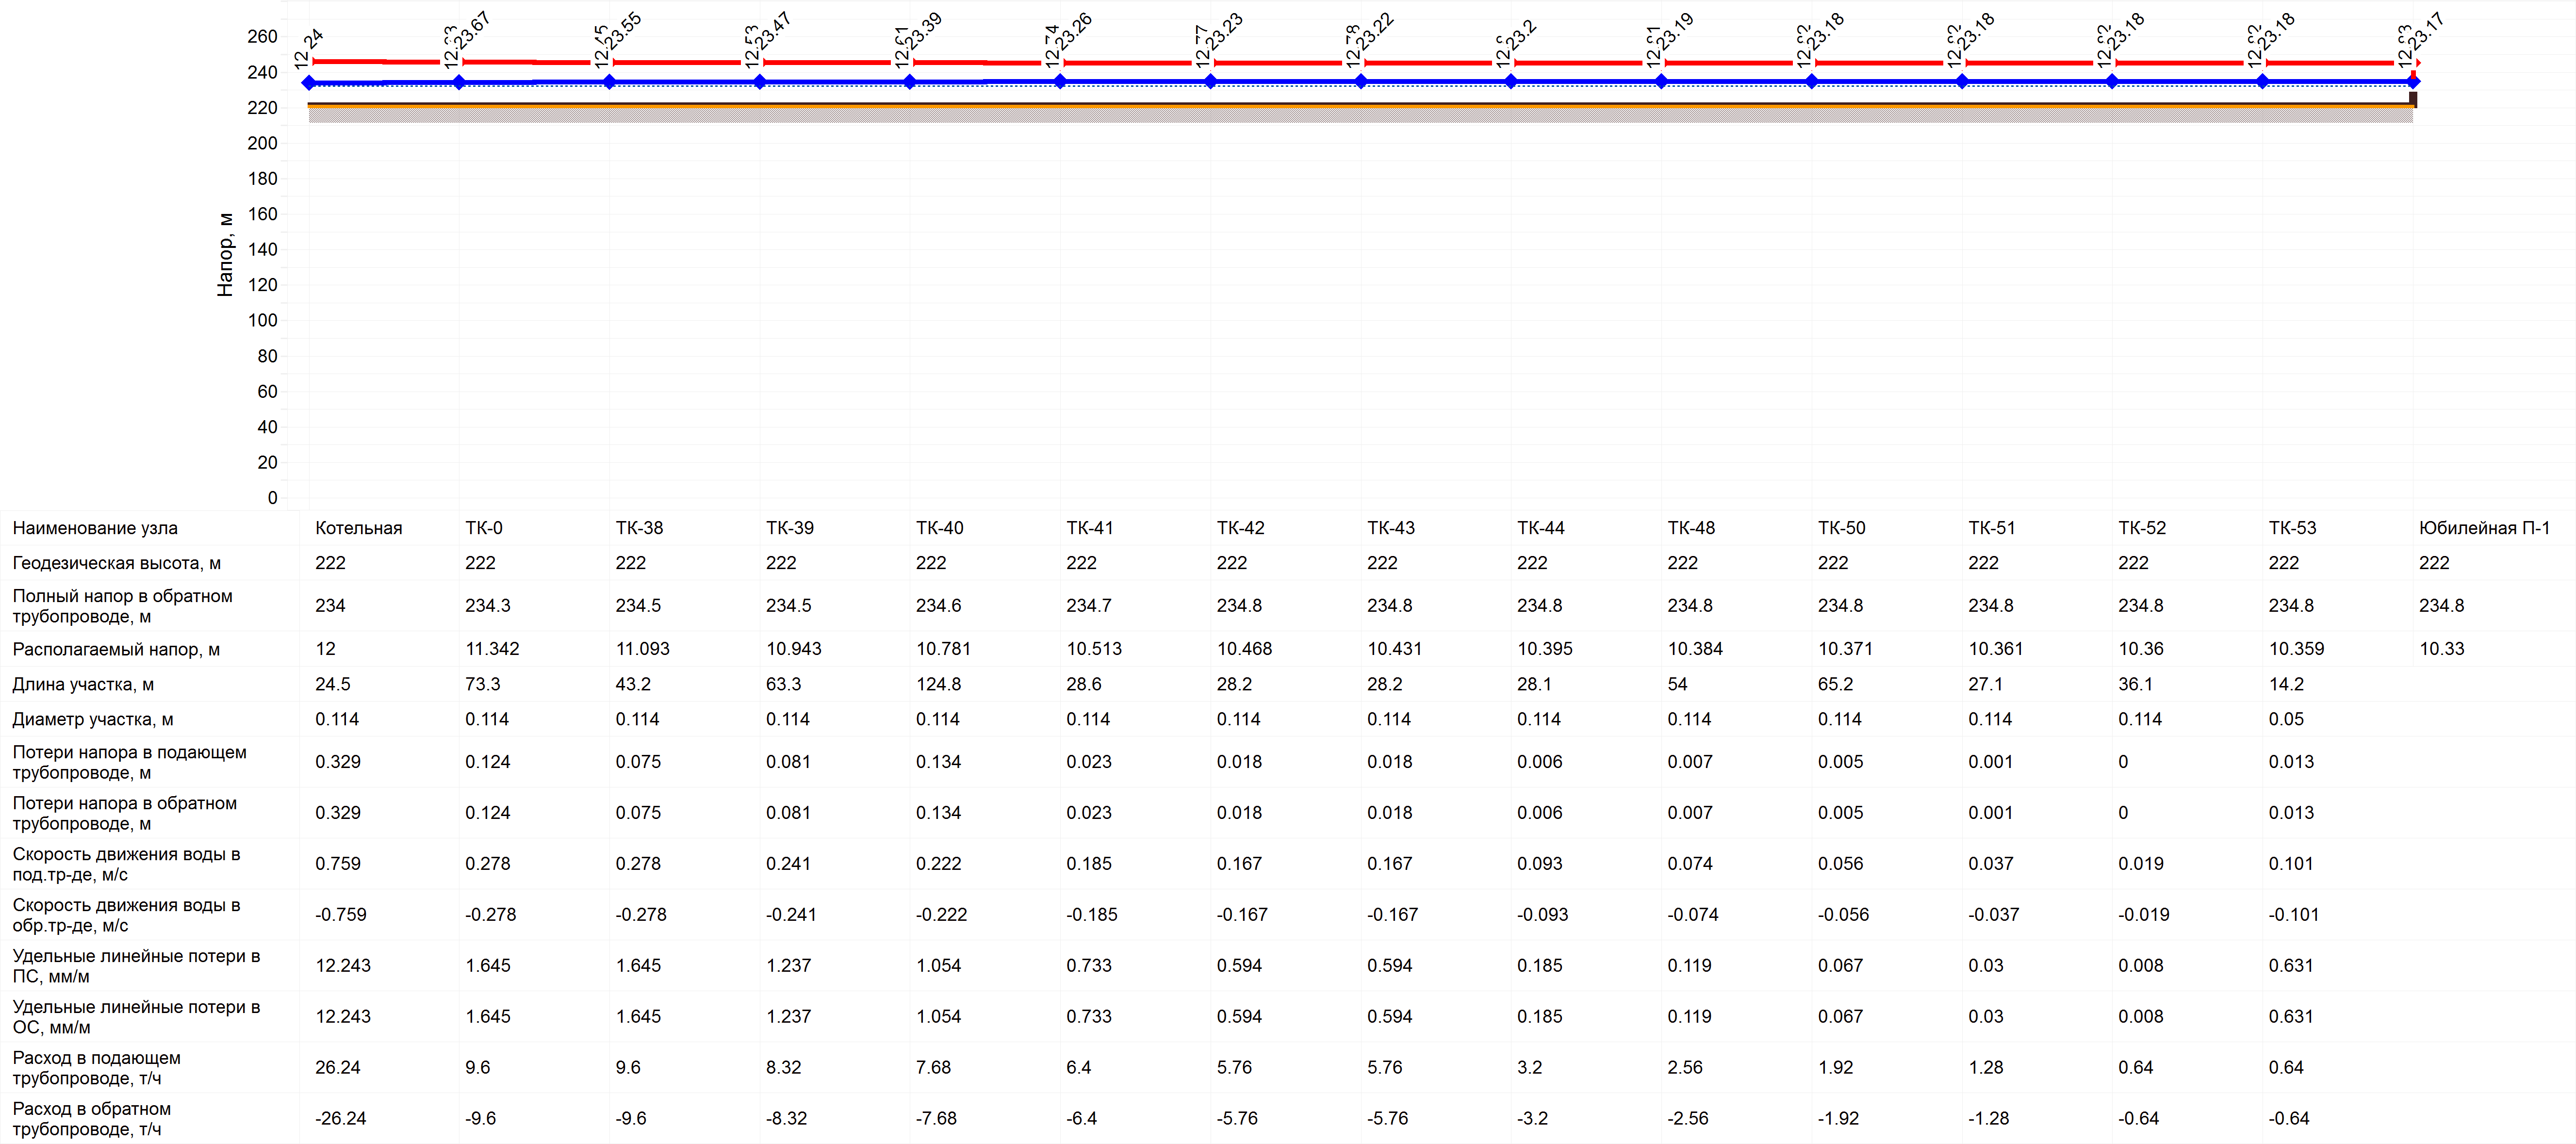 12 24
23.67
23.55
23.47
23.39
23.26
23.23
23.22
23.2
23.19
23.18
23.18
23.18
23.18
23.17
Напор, м
260
240
220
200
180
160
140
120
100
80
60
40
20
0
Наименование узла Котельная ТК-0 ТК-38 ТК-39 ТК-40 ТК-41 ТК-42 ТК-43 ТК-44 ТК-48 ТК-50 ТК-51 ТК-52 ТК-53 Юбилейная П-1
Геодезическая высота, м 222 222 222 222 222 222 222 222 222 222 222 222 222 222 222
Полный напор в обратном
трубопроводе, м 234 234.3 234.5 234.5 234.6 234.7 234.8 234.8 234.8 234.8 234.8 234.8 234.8 234.8 234.8
Располагаемый напор, м 12 11.342 11.093 10.943 10.781 10.513 10.468 10.431 10.395 10.384 10.371 10.361 10.36 10.359 10.33
Длина участка, м 24.5 73.3 43.2 63.3 124.8 28.6 28.2 28.2 28.1 54 65.2 27.1 36.1 14.2
Диаметр участка, м 0.114 0.114 0.114 0.114 0.114 0.114 0.114 0.114 0.114 0.114 0.114 0.114 0.114 0.05
Потери напора в подающем
трубопроводе, м 0.329 0.124 0.075 0.081 0.134 0.023 0.018 0.018 0.006 0.007 0.005 0.001 0 0.013
Потери напора в обратном
трубопроводе, м 0.329 0.124 0.075 0.081 0.134 0.023 0.018 0.018 0.006 0.007 0.005 0.001 0 0.013
Скорость движения воды в
под.тр-де, м/с 0.759 0.278 0.278 0.241 0.222 0.185 0.167 0.167 0.093 0.074 0.056 0.037 0.019 0.101
Скорость движения воды в
обр.тр-де, м/с -0.759 -0.278 -0.278 -0.241 -0.222 -0.185 -0.167 -0.167 -0.093 -0.074 -0.056 -0.037 -0.019 -0.101
Удельные линейные потери в
ПС, мм/м 12.243 1.645 1.645 1.237 1.054 0.733 0.594 0.594 0.185 0.119 0.067 0.03 0.008 0.631
Удельные линейные потери в
ОС, мм/м 12.243 1.645 1.645 1.237 1.054 0.733 0.594 0.594 0.185 0.119 0.067 0.03 0.008 0.631
Расход в подающем
трубопроводе, т/ч 26.24 9.6 9.6 8.32 7.68 6.4 5.76 5.76 3.2 2.56 1.92 1.28 0.64 0.64
Расход в обратном
трубопроводе, т/ч -26.24 -9.6 -9.6 -8.32 -7.68 -6.4 -5.76 -5.76 -3.2 -2.56 -1.92 -1.28 -0.64 -0.64